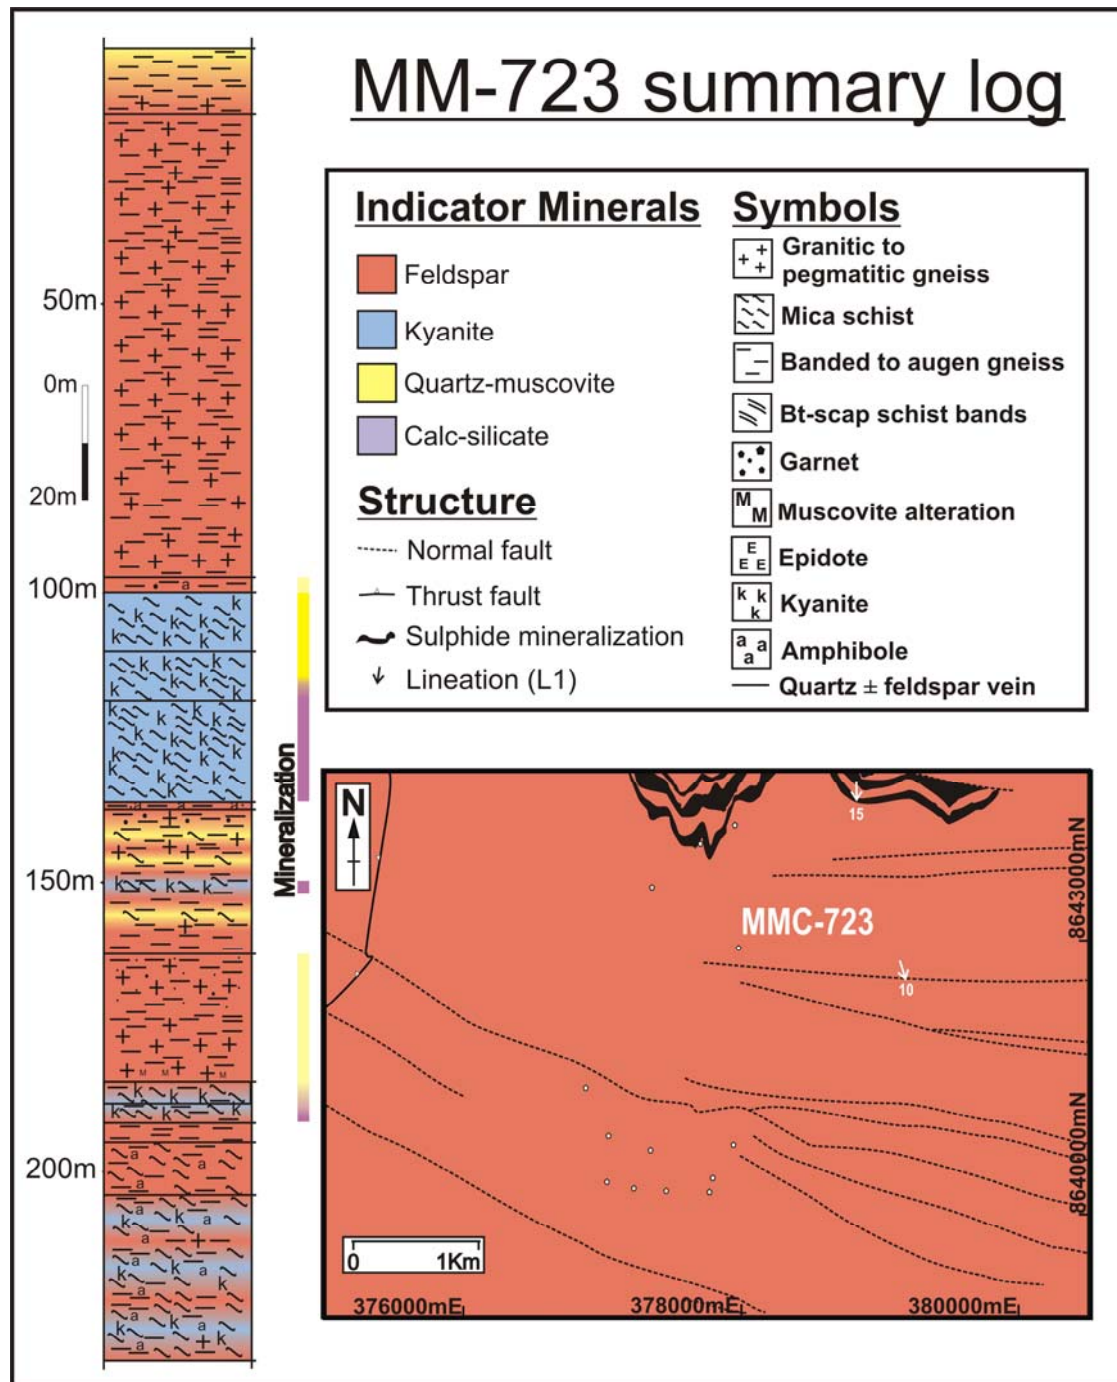 MM-723 summary log
50m
0m
20m
100m
150m
200m
Mineralization
Indicator Minerals
Feldspar
Kyanite
Quartz-muscovite
Calc-silicate
Structure
Normal fault
Thrust fault
Sulphide mineralization
Lineation (L1)
Symbols
Granitic to
pegmatitic gneiss
Mica schist
Banded to augen gneiss
Bt-scap schist bands
Garnet
M
M
Muscovite alteration
E
E E
Epidote
k k
k
Kyanite
a
a a
Amphibole
Quartz ± feldspar vein
N
15
MMC-723
10
8643000mN
8640000mN
0 1Km
376000mE
378000mE
380000mE